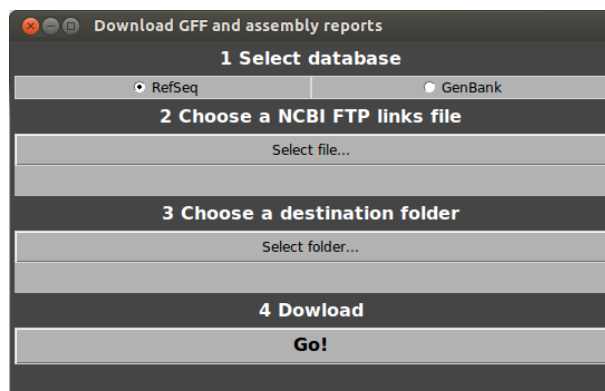 Download GFF and assembly reports
1 Select database
RefSeq GenBank
2 Choose a NCBI FTP links file
Select file...
3 Choose a destination folder
Select folder...
4 Dowload
Go!